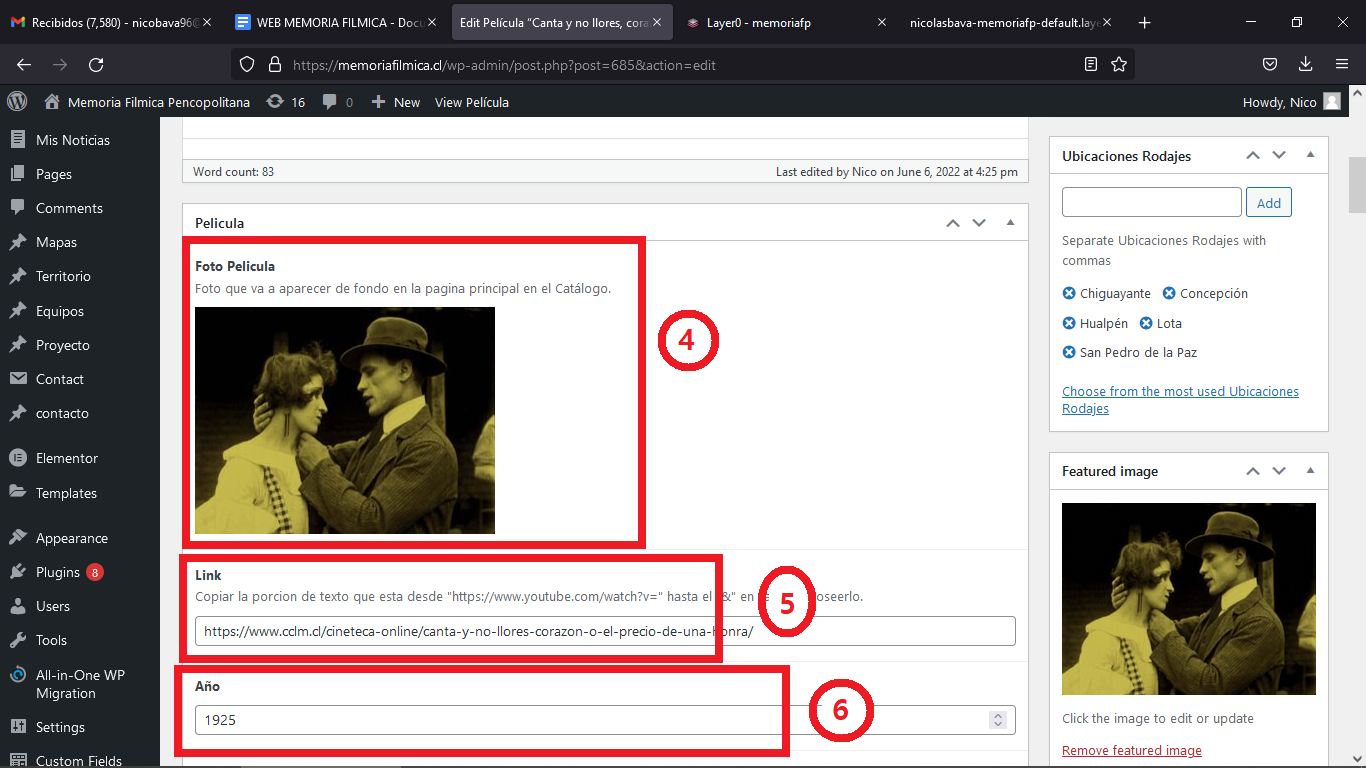 Recibidos (7,580) - nicobava96@
WEB MEMORIA FILMICA - Docu
Edit Película "Canta y no llores, cora
Layer0 - memoriafp
nicolasbava-memoriafp-default.laye
https://memoriafilmica.cl/wp-admin/post.php?post=685&action=edit
Memoria Filmica Pencopolitana 16 0 New View Película
Howdy, Nico
Mis Noticias
Pages
Comments
Mapas
Territorio
Equipos
Proyecto
Contact
contacto
Elementor
Templates
Appearance
Plugins 8
Users
Tools
All-in-One WP
Migration
Settings
Custom Fields
Word count: 83
Last edited by Nico on June 6, 2022 at 4:25 pm
Pelicula
Foto Pelicula
Foto que va a aparecer de fondo en la pagina principal en el Catálogo.
4
Link
Copiar la porcion de texto que esta desde "https://www.youtube.com/watch?v=" hasta el &" en oseerlo.
5
https://www.cclm.cl/cineteca-online/canta-y-no-llores-corazon-o-el-precio-de-una-honra/
Año
1925
6
Ubicaciones Rodajes
Add
Separate Ubicaciones Rodajes with
commas
Chiguayante Concepción
Hualpén Lota
San Pedro de la Paz
Choose from the most used Ubicaciones
Rodajes
Featured image
Click the image to edit or update
Remove featured image